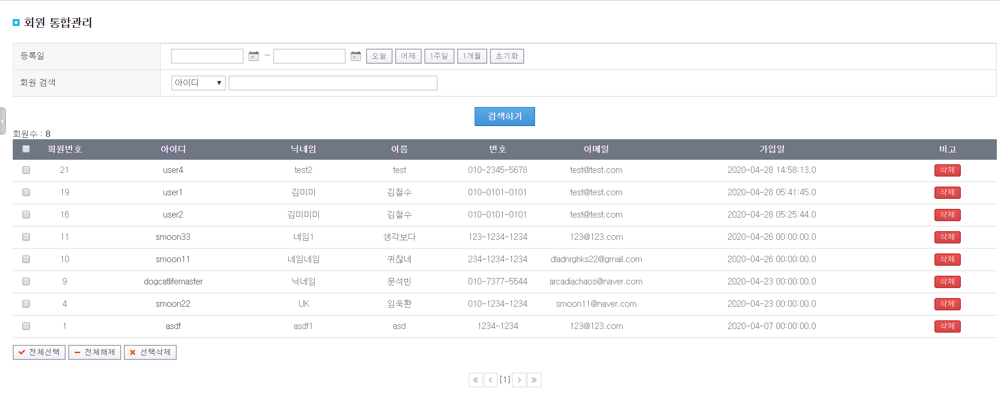 회원 통합관리
등록일 ~ 오늘 어제 1주일 1개월 초기화
회원 검색 아이디 ▼
검색하기
회원수 : 8
회원번호 아이디 닉네임 이름 번호 이메일 가입일 비고
21 user4 test2 test 010-2345-5678 test@test.com 2020-04-28 14:58:13.0 삭제
19 user1 김미미 김철수 010-0101-0101 test@test.com 2020-04-28 05:41:45.0 삭제
16 user2 김미미미 김철수 010-0101-0101 test@test.com 2020-04-28 05:25:44.0 삭제
11 smoon33 네임1 생각보다 123-1234-1234 123@123.com 2020-04-26 00:00:00.0 삭제
10 smoon11 네임네임 귀찮네 234-1234-1234 dladnrghks22@gmail.com 2020-04-26 00:00:00.0 삭제
9 dogcatlifemaster 닉네임 문석빈 010-7377-5544 arcadiachaos@naver.com 2020-04-23 00:00:00.0 삭제
4 smoon22 UK 임욱환 010-1234-1234 smoon11@naver.com 2020-04-23 00:00:00.0 삭제
1 asdf asdf1 asd 1234-1234 123@123.com 2020-04-07 00:00:00.0 삭제
전체선택 전체해제 선택삭제
« < [1] > »